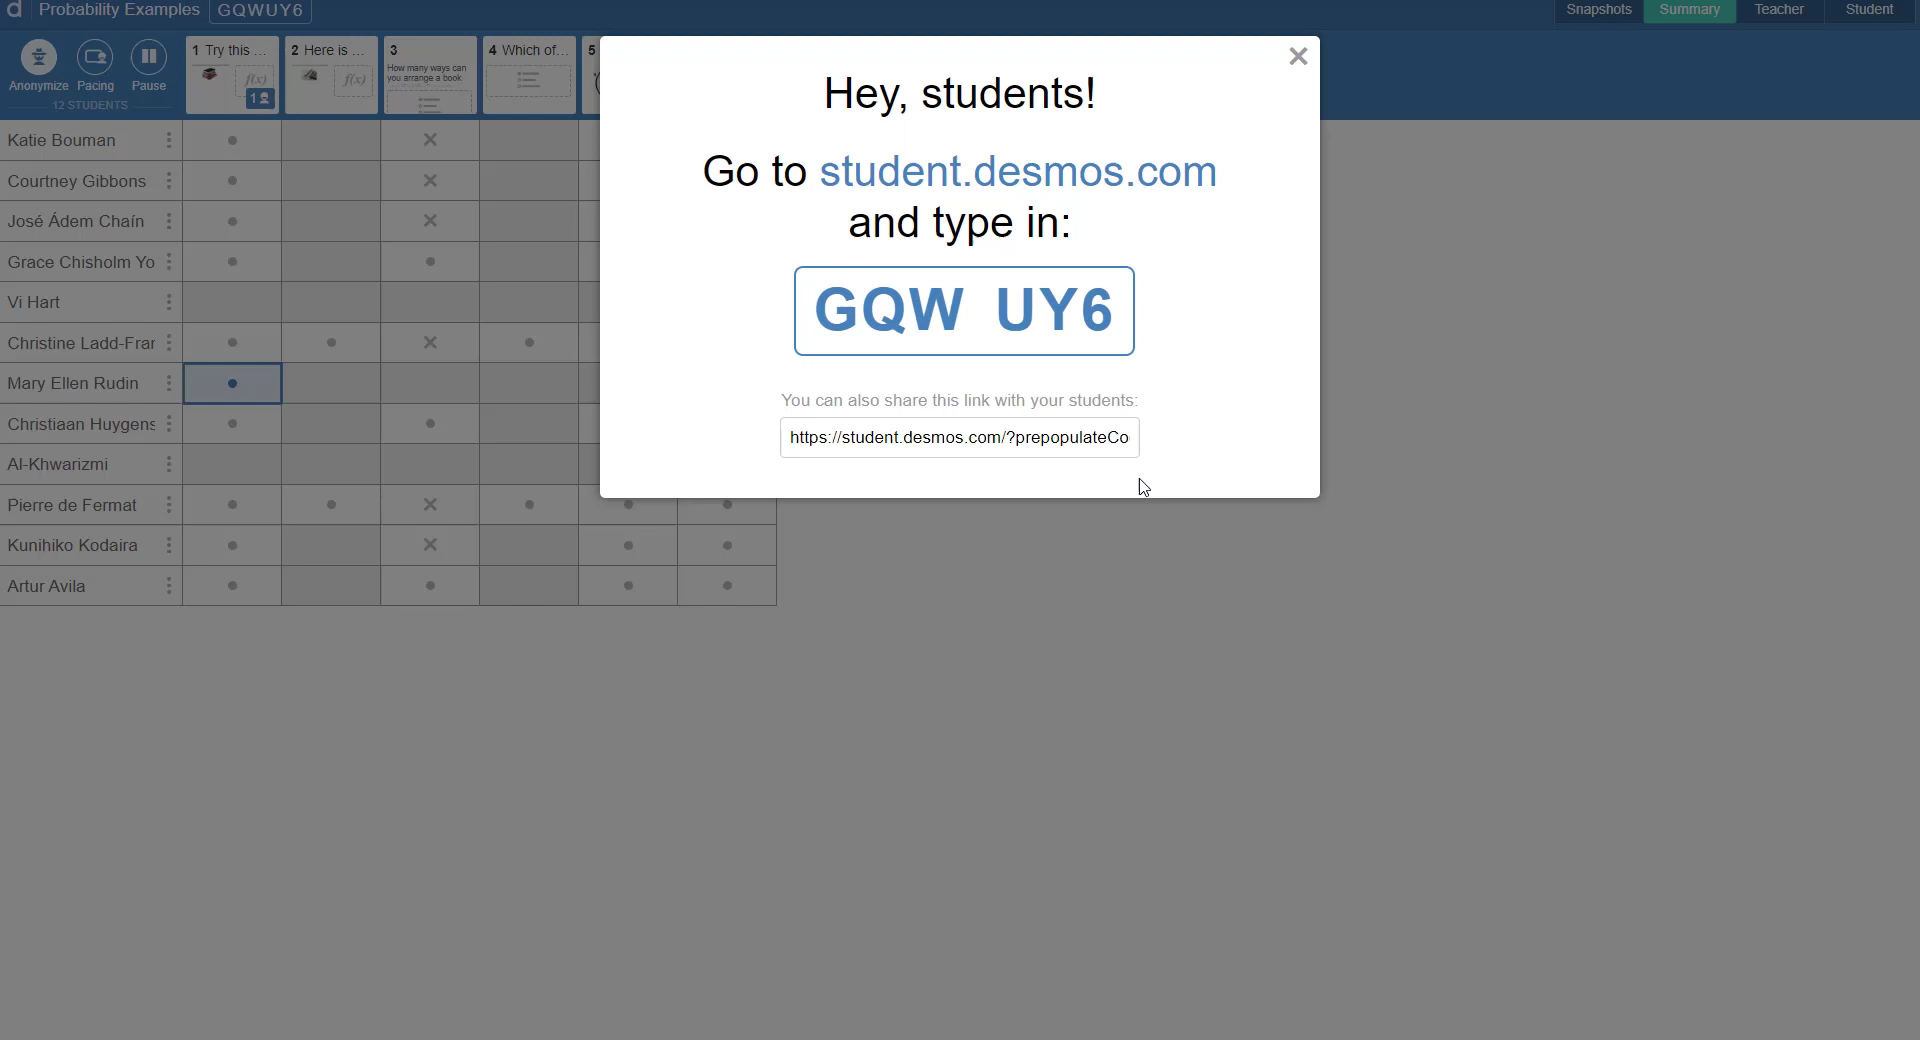 d Probability Examples GQWUY6
Snapshots Summary Teacher Student
Anonymize Pacing Pause
12 STUDENTS
1 Try this ...
f(x)
1
2 Here is ...
f(x)
3
How many ways can
you arrange a book
4 Which of...
5
Katie Bouman
Courtney Gibbons
José Ádem Chaín
Grace Chisholm Yo
Vi Hart
Christine Ladd-Frar
Mary Ellen Rudin
Christiaan Huygens
Al-Khwarizmi
Pierre de Fermat
Kunihiko Kodaira
Artur Avila
Hey, students!
Go to student.desmos.com
and type in:
GQW UY6
You can also share this link with your students:
https://student.desmos.com/?prepopulateCo